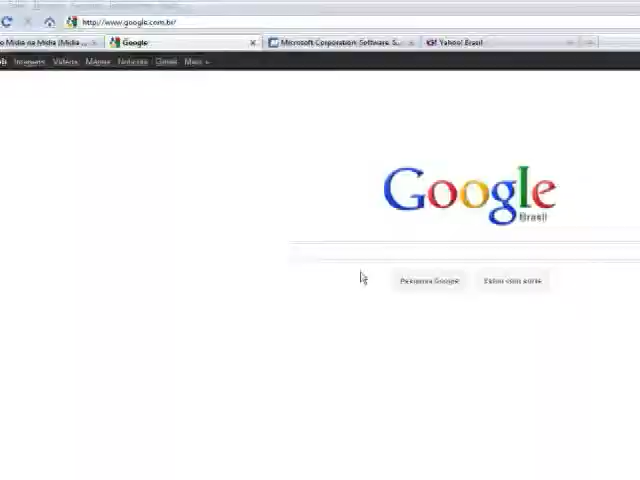 http://www.google.com.br/
o Mídia na Mídia (Mídia ... Google Microsoft Corporation: Software, S... Yahoo! Brasil
Imagens Vídeos Mapas Notícias Gmail Mais
Google
Brasil
Pesquisa Google Estou com sorte